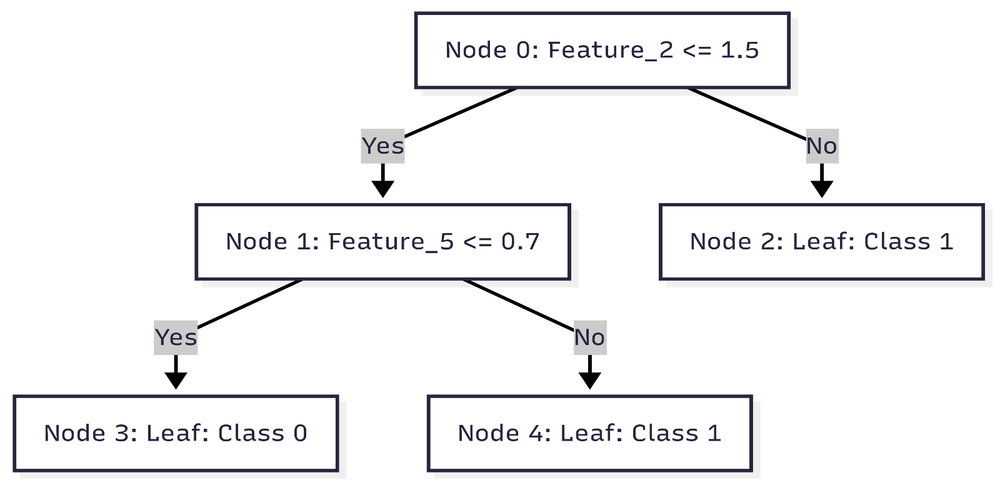 Node 0: Feature_2 <= 1.5
Yes
No
Node 1: Feature_5 <= 0.7
Node 2: Leaf: Class 1
Yes
No
Node 3: Leaf: Class 0
Node 4: Leaf: Class 1